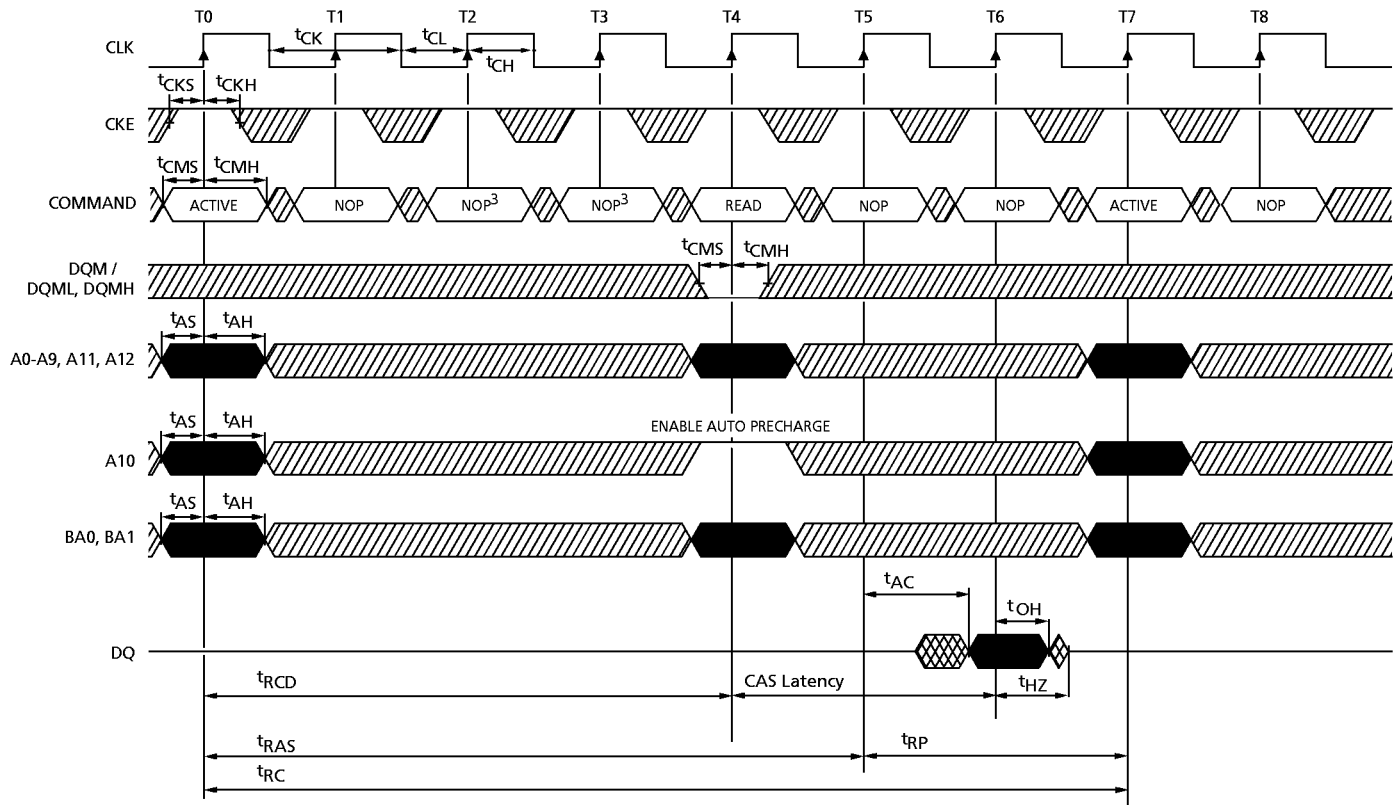 T0 T1 T2 T3 T4 T5 T6 T7 T8
CLK
tCK tCL
tCH
tCKS tCKH
CKE
tCMS tCMH
COMMAND ACTIVE NOP NOP3 NOP3 READ NOP NOP ACTIVE NOP
tCMS tCMH
DQM /
DQML, DQMH
tAS tAH
A0-A9, A11, A12
tAS tAH
ENABLE AUTO PRECHARGE
A10
tAS tAH
BA0, BA1
tAC
tOH
DQ
tRCD CAS Latency tHZ
tRAS tRP
tRC